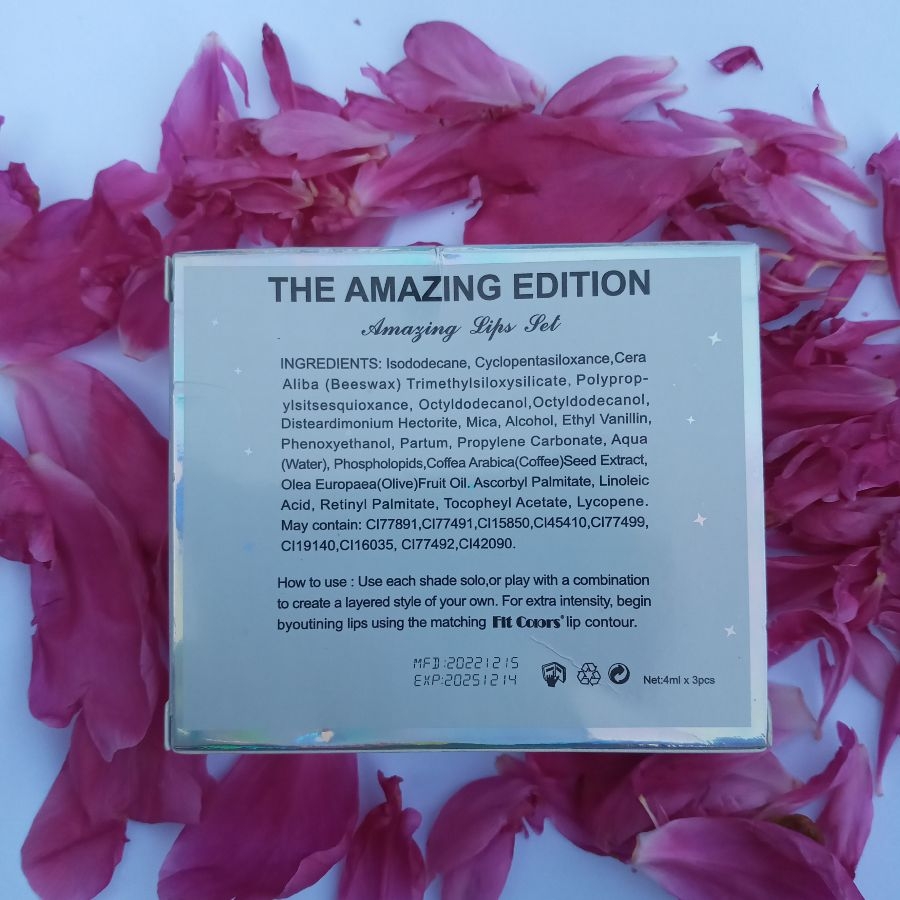 THE AMAZING EDITION
Amazing Lips Set
INGREDIENTS: Isododecane, Cyclopentasiloxance,Cera
Aliba (Beeswax) Trimethylsiloxysilicate, Polyprop-
ylsitsesquioxance, Octyldodecanol,Octyldodecanol,
Disteardimonium Hectorite, Mica, Alcohol, Ethyl Vanillin,
Phenoxyethanol, Partum, Propylene Carbonate, Aqua
(Water), Phospholopids,Coffea Arabica(Coffee)Seed Extract,
Olea Europaea(Olive)Fruit Oil. Ascorbyl Palmitate, Linoleic
Acid, Retinyl Palmitate, Tocopheyl Acetate, Lycopene.
May contain: CI77891,CI77491,CI15850,CI45410,CI77499,
CI19140,CI16035, CI77492,CI42090.
How to use : Use each shade solo,or play with a combination
to create a layered style of your own. For extra intensity, begin
byoutining lips using the matching Fit Colors® lip contour.
MFD:20221215
EXP:20251214
Net:4ml x 3pcs